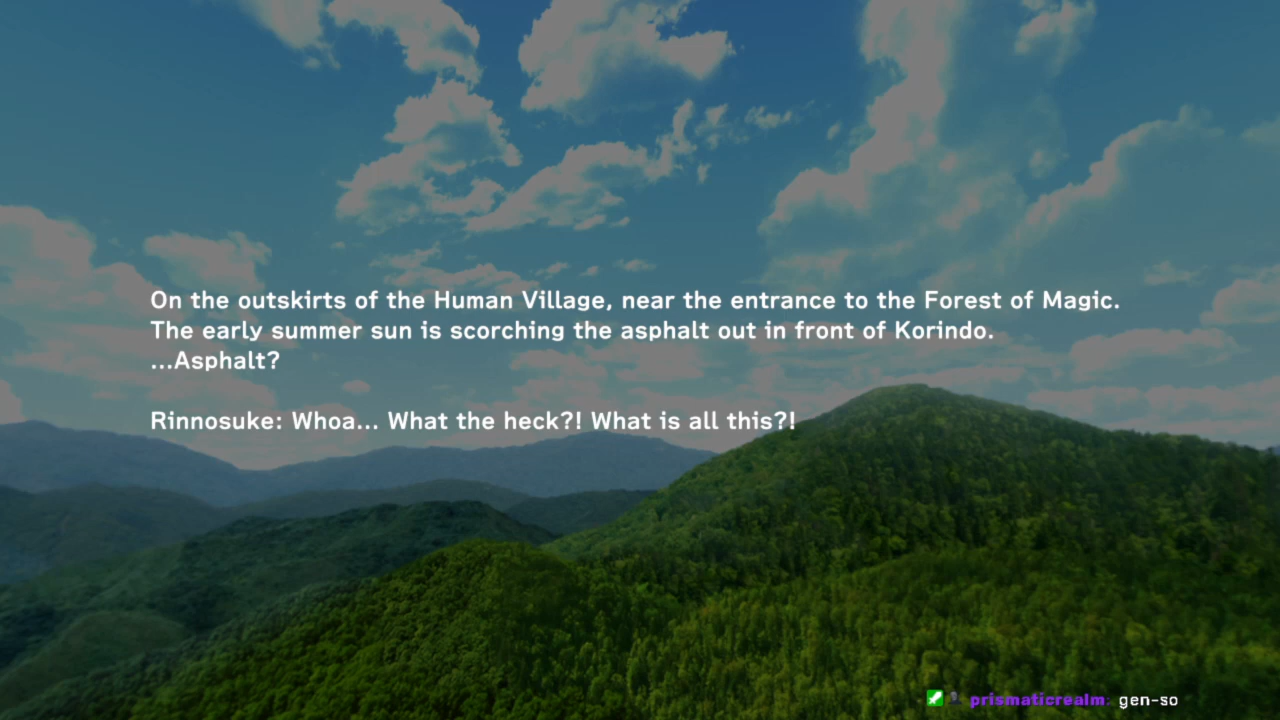 On the outskirts of the Human Village, near the entrance to the Forest of Magic.
The early summer sun is scorching the asphalt out in front of Korindo.
...Asphalt?
Rinnosuke: Whoa... What the heck?! What is all this?!
prismaticrealm: gen-so